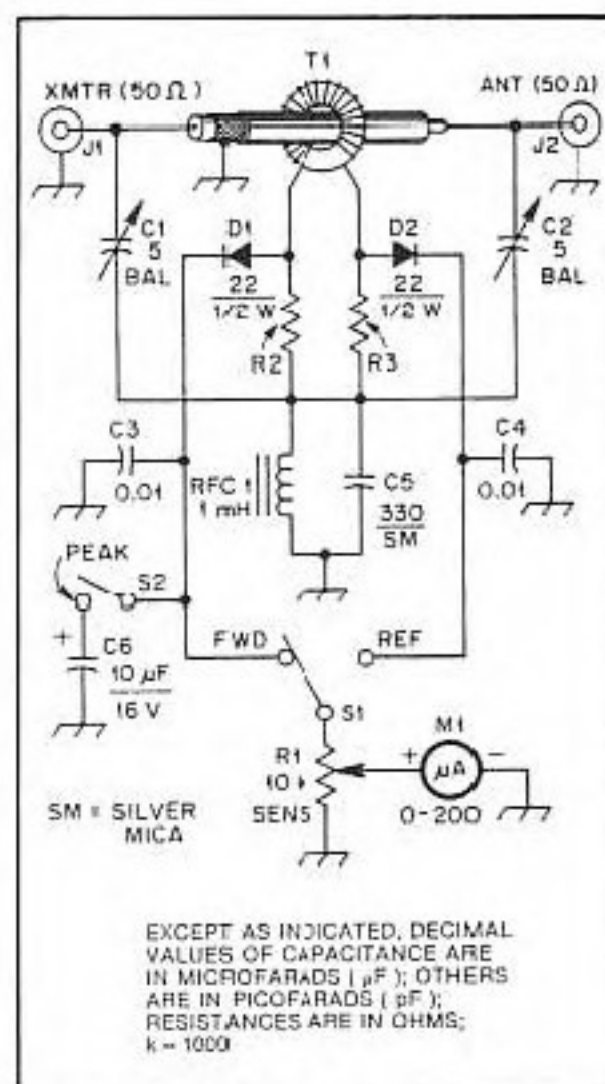 T1
XMTR (50Ω)
ANT (50Ω)
J1
J2
C1
5
BAL
D1
D2
C2
5
BAL
22
1/2 W
22
1/2 W
R2
R3
C3
0.01
RFC 1
1 mH
C5
330
SM
C4
0.01
PEAK
S2
+
C6
10 µF
16 V
FWD
REF
S1
R1
10 k
SENS
+
M1
µA
−
0-200
SM = SILVER
MICA
EXCEPT AS INDICATED, DECIMAL
VALUES OF CAPACITANCE ARE
IN MICROFARADS ( µF ); OTHERS
ARE IN PICOFARADS ( pF );
RESISTANCES ARE IN OHMS;
k = 1000